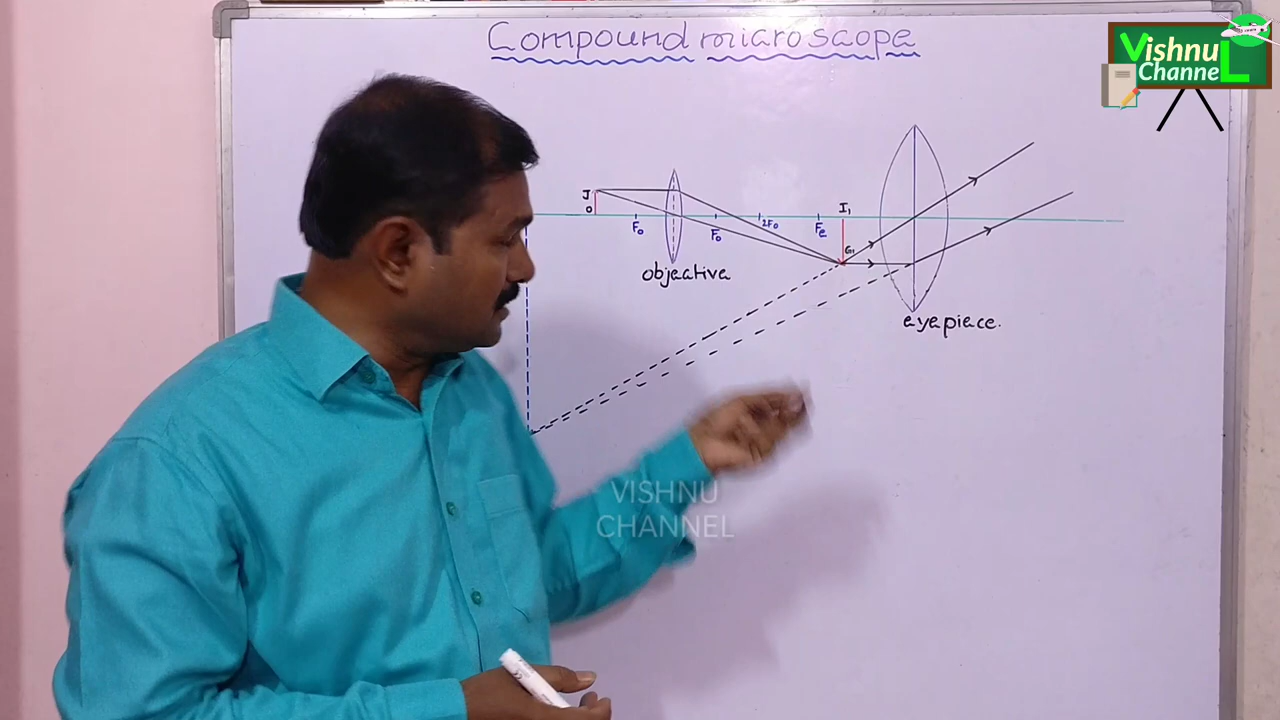 Compound microscope
Vishnu
Channel
J
O
Fo
Fo
2Fo
Fe
I1
G1
objective
eyepiece.
VISHNU
CHANNEL